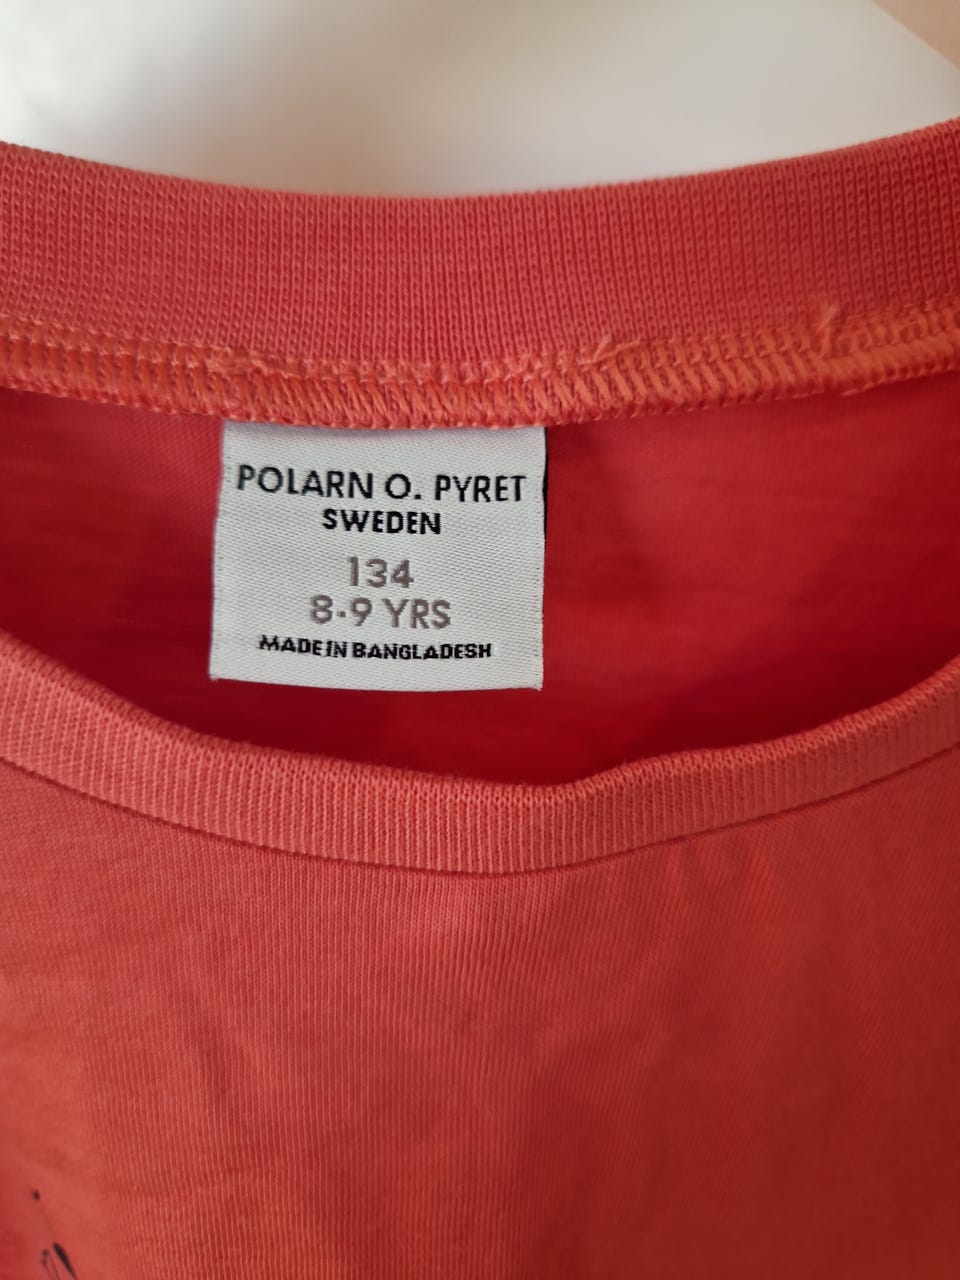 POLARN O. PYRET
SWEDEN
134
8-9 YRS
MADE IN BANGLADESH